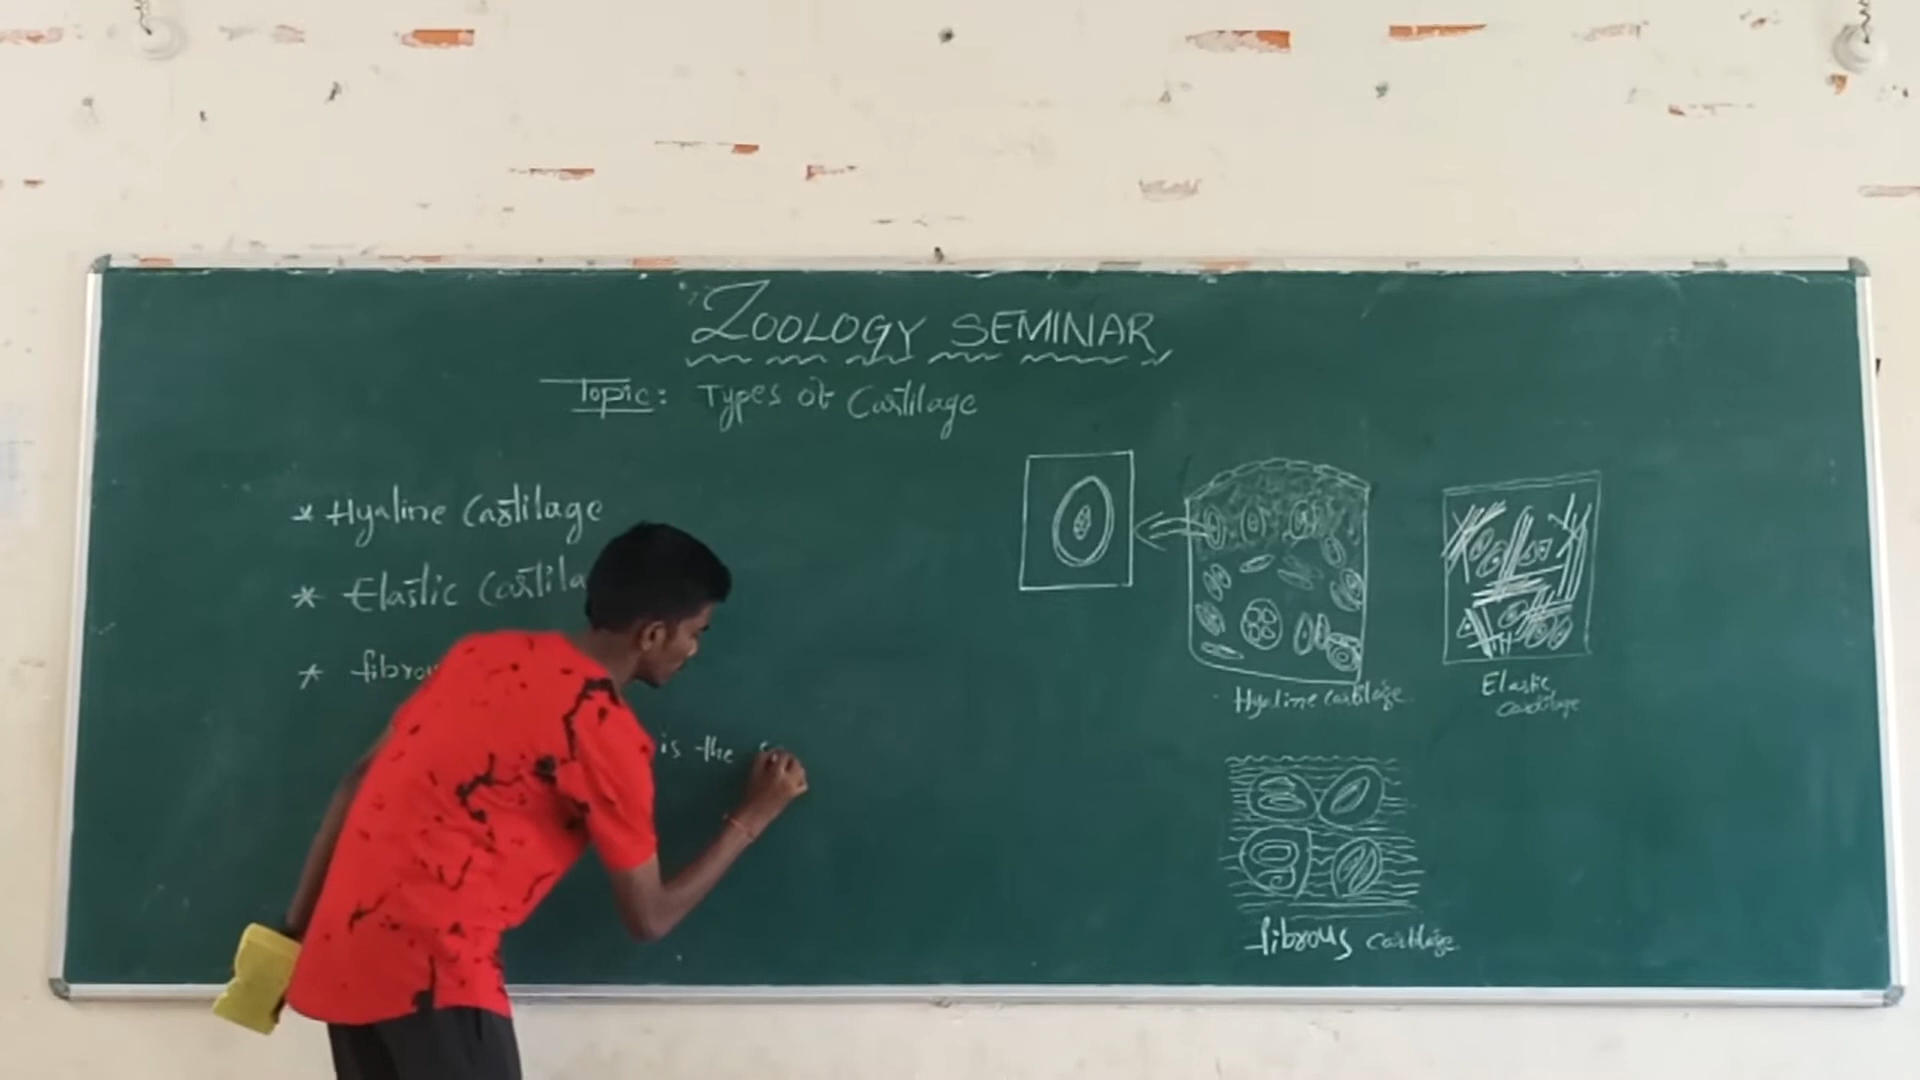 ZOOLOGY SEMINAR
Topic: Types of Cartilage
* Hyaline Cartilage
* Elastic Cartila
* fibrou
is the
Hyaline cartilage
Elastic
cartilage
fibrous cartilage